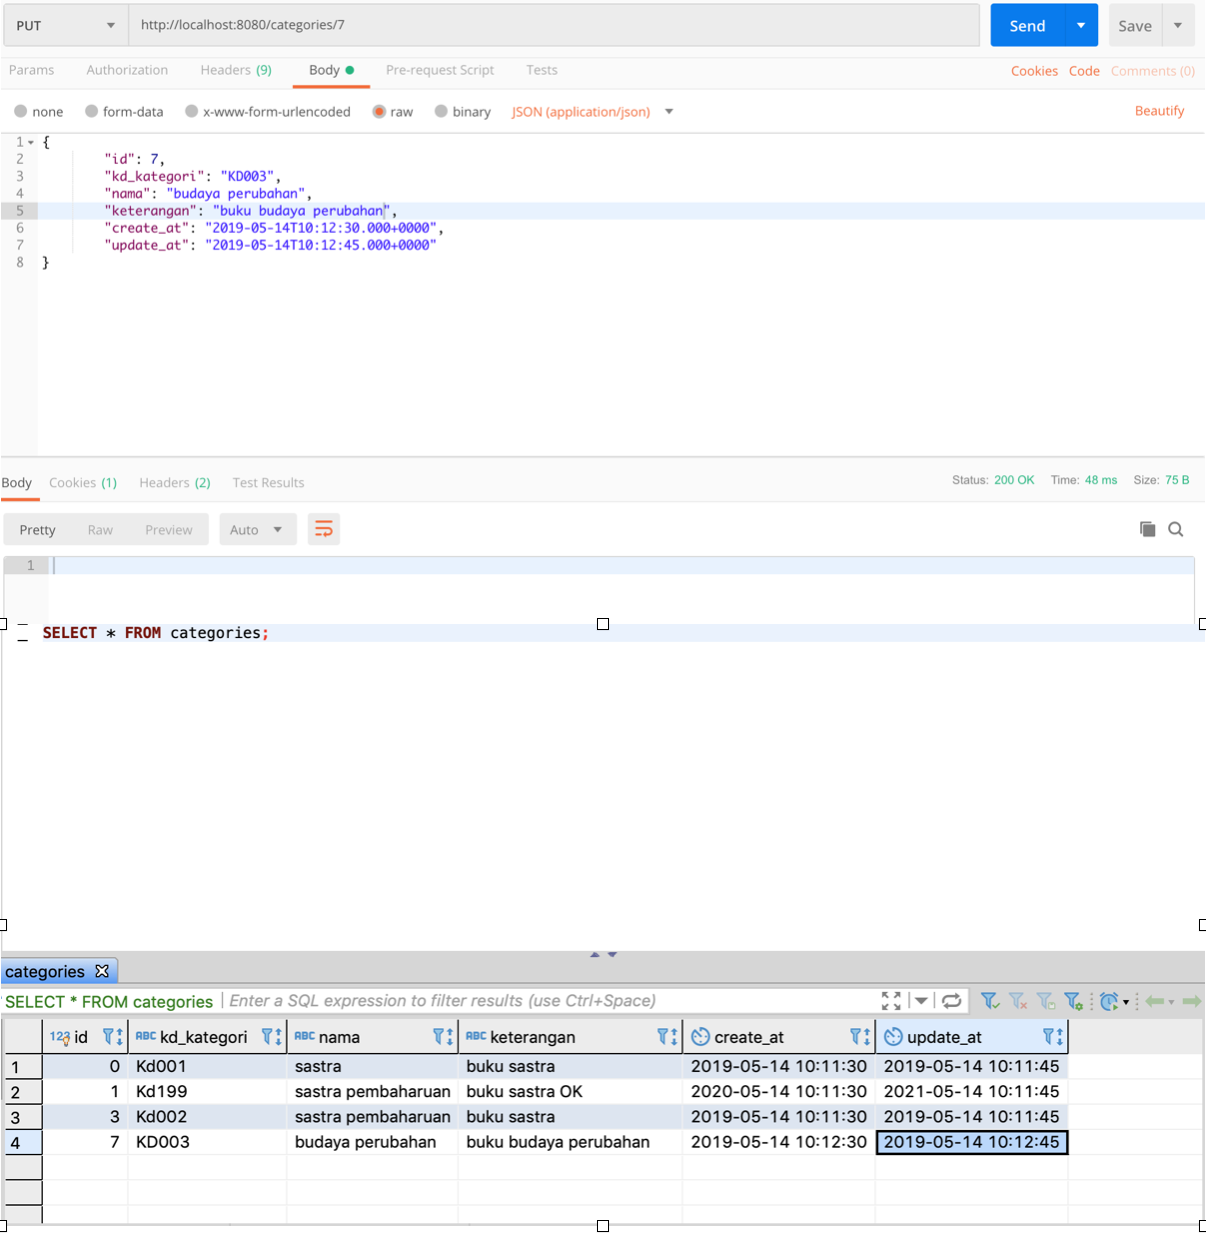 PUT http://localhost:8080/categories/7 Send Save
Params Authorization Headers (9) Body Pre-request Script Tests Cookies Code Comments (0)
none form-data x-www-form-urlencoded raw binary JSON (application/json) Beautify
1 {
2 "id": 7,
3 "kd_kategori": "KD003",
4 "nama": "budaya perubahan",
5 "keterangan": "buku budaya perubahan",
6 "create_at": "2019-05-14T10:12:30.000+0000",
7 "update_at": "2019-05-14T10:12:45.000+0000"
8 }
Body Cookies (1) Headers (2) Test Results Status: 200 OK Time: 48 ms Size: 75 B
Pretty Raw Preview Auto
1
SELECT * FROM categories;
categories
SELECT * FROM categories Enter a SQL expression to filter results (use Ctrl+Space)
123 id ABC kd_kategori ABC nama ABC keterangan create_at update_at
1 0 Kd001 sastra buku sastra 2019-05-14 10:11:30 2019-05-14 10:11:45
2 1 Kd199 sastra pembaharuan buku sastra OK 2020-05-14 10:11:30 2021-05-14 10:11:45
3 3 Kd002 sastra pembaruan buku sastra 2019-05-14 10:11:30 2019-05-14 10:11:45
4 7 KD003 budaya perubahan buku budaya perubahan 2019-05-14 10:12:30 2019-05-14 10:12:45